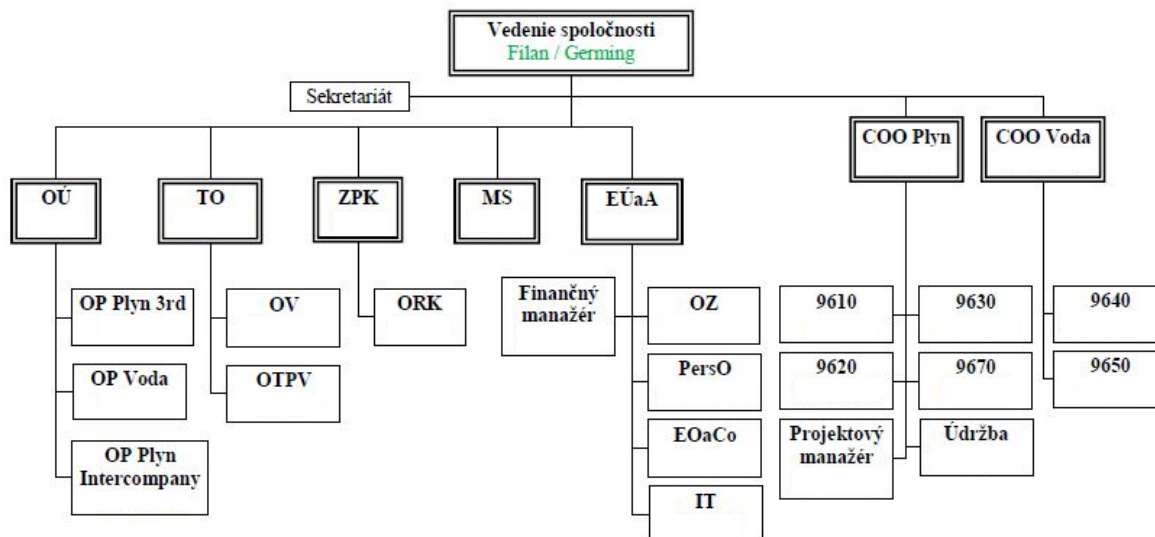 Vedenie spoločnosti
Filan / Germing
Sekretariát
COO Plyn
COO Voda
OÚ
TO
ZPK
MS
EÚaA
OP Plyn 3rd
OV
ORK
Finančný
manažér
OZ
9610
9630
9640
OP Voda
OTPV
PersO
9620
9670
9650
OP Plyn
Intercompany
EOaCo
Projektový
manažér
Údržba
IT